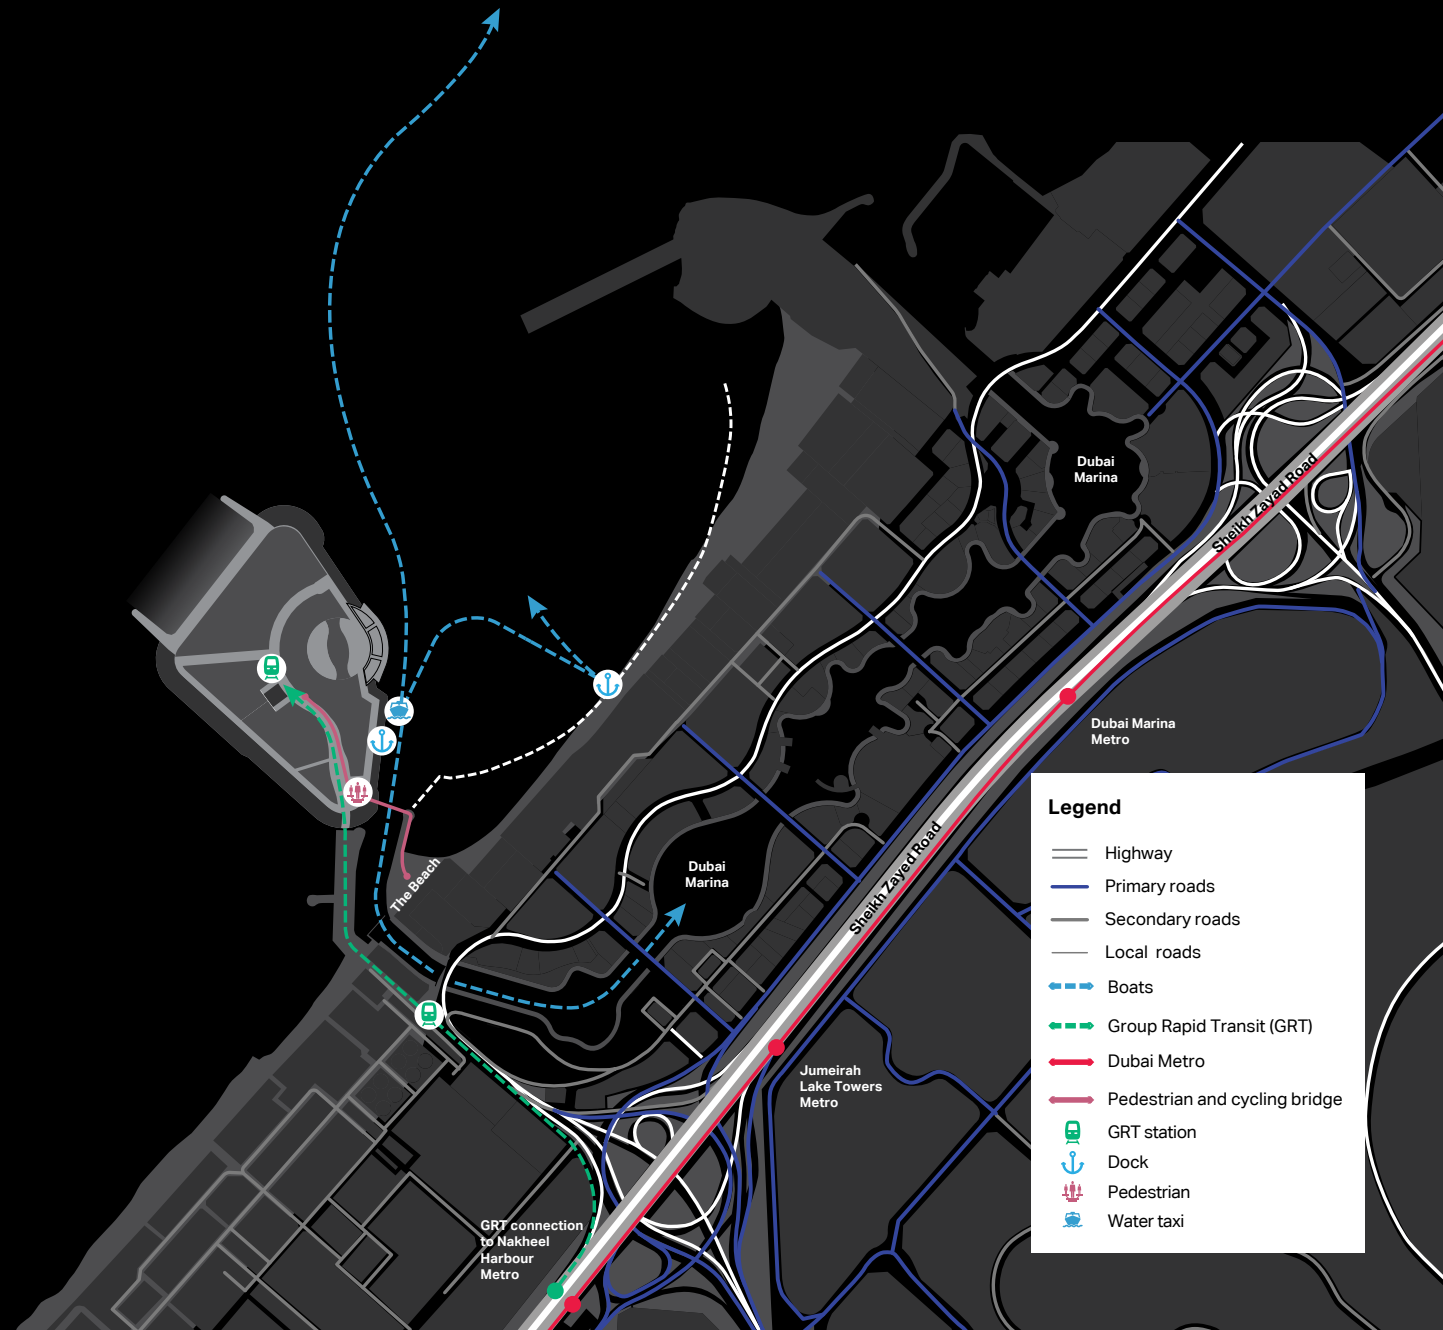 Dubai
Marina
Sheikh Zayad Road
Dubai Marina
Metro
Dubai
Marina
Sheikh Zayed Road
The Beach
Jumeirah
Lake Towers
Metro
GRT connection
to Nakheel
Harbour
Metro
Legend
Highway
Primary roads
Secondary roads
Local roads
Boats
Group Rapid Transit (GRT)
Dubai Metro
Pedestrian and cycling bridge
GRT station
Dock
Pedestrian
Water taxi